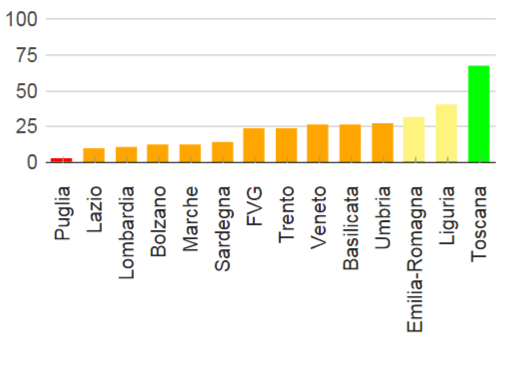 100
75
50
25
0
Puglia
Lazio
Lombardia
Bolzano
Marche
Sardegna
FVG
Trento
Veneto
Basilicata
Umbria
Emilia-Romagna
Liguria
Toscana